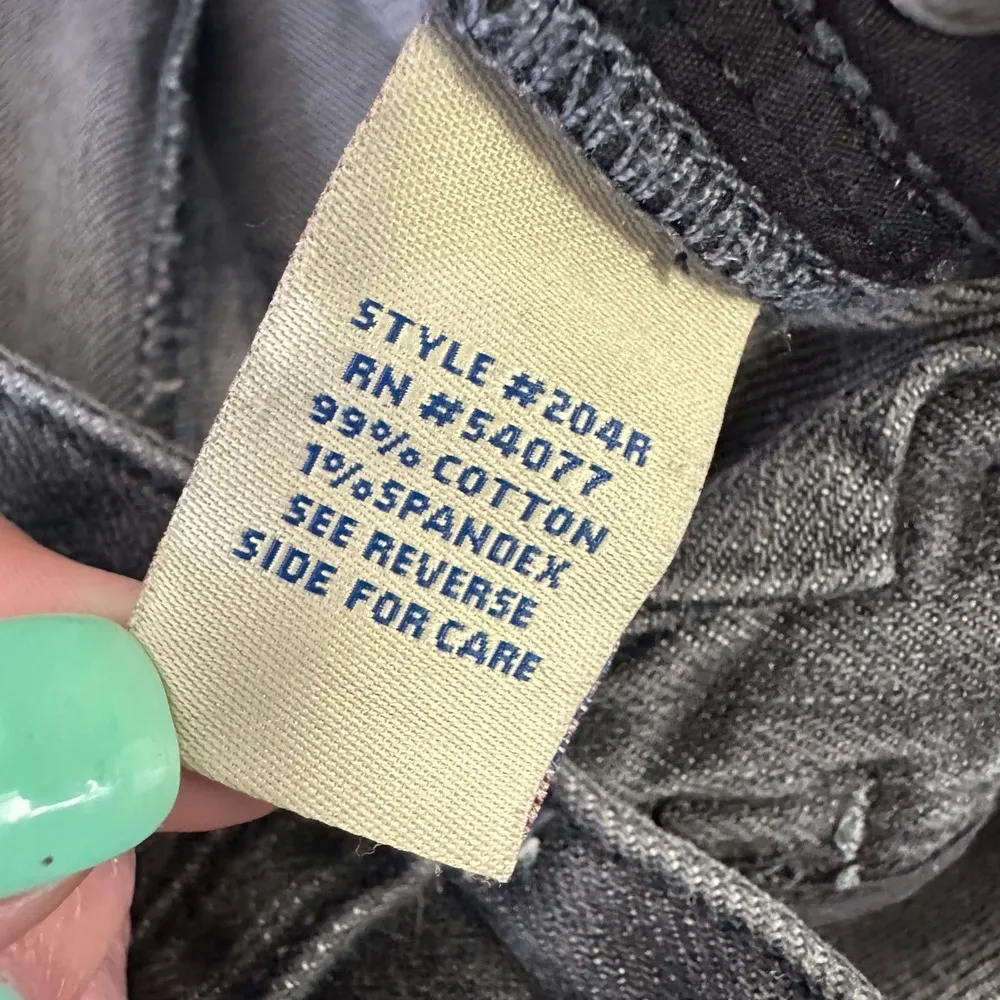 STYLE #204R
RN #54077
99% COTTON
1% SPANDEX
SEE REVERSE
SIDE FOR CARE